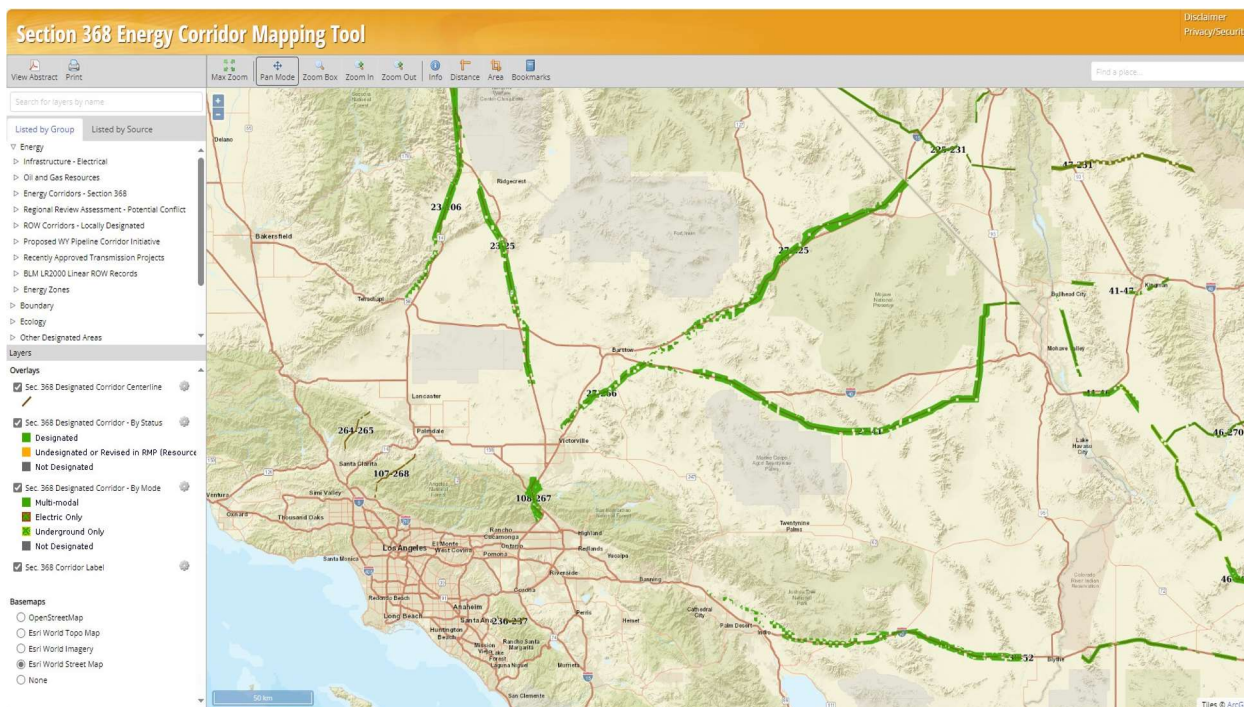 Section 368 Energy Corridor Mapping Tool
Disclaimer
Privacy/Securit
View Abstract
Print
Max Zoom
Pan Mode
Zoom Box
Zoom In
Zoom Out
Info
Distance
Area
Bookmarks
Find a place...
Search for layers by name
Listed by Group
Listed by Source
Energy
Infrastructure - Electrical
Oil and Gas Resources
Energy Corridors - Section 368
Regional Review Assessment - Potential Conflict
ROW Corridors - Locally Designated
Proposed WY Pipeline Corridor Initiative
Recently Approved Transmission Projects
BLM LR2000 Linear ROW Records
Energy Zones
Boundary
Ecology
Other Designated Areas
Layers
Overlays
Sec. 368 Designated Corridor Centerline
Sec. 368 Designated Corridor - By Status
Designated
Undesignated or Revised in RMP (Resource
Not Designated
Sec. 368 Designated Corridor - By Mode
Multi-modal
Electric Only
Underground Only
Not Designated
Sec. 368 Corridor Label
Basemaps
OpenStreetMap
Esri World Topo Map
Esri World Imagery
Esri World Street Map
None
Delano
Ridgecrest
225-231
47-231
Bakersfield
23-25
Tehachapi
Fort Irwin
Mojave
National
Preserve
Bullhead City
41-47
Kingman
Barstow
Mohave Valley
Lancaster
Palmdale
264-265
Santa Clarita
107-268
Victorville
27-266
Lake
Havasu
City
46-270
Ventura
Oxnard
Simi Valley
Thousand Oaks
108-267
Twentynine
Palms
Rancho
Cucamonga
Highland
Redlands
Yucaipa
Santa Monica
Los Angeles
El Monte
West Covina
Pomona
Ontario
Riverside
Banning
Redondo Beach
Long Beach
Corona
Anaheim
Santa Ana
236-237
Perris
Hemet
Cathedral
City
Palm Desert
Indio
Huntington
Beach
Mission
Viejo
Lake
Forest
Laguna Niguel
Rancho Santa
Margarita
Murrieta
Blythe
San Clemente
50 km
Tiles © ArcG